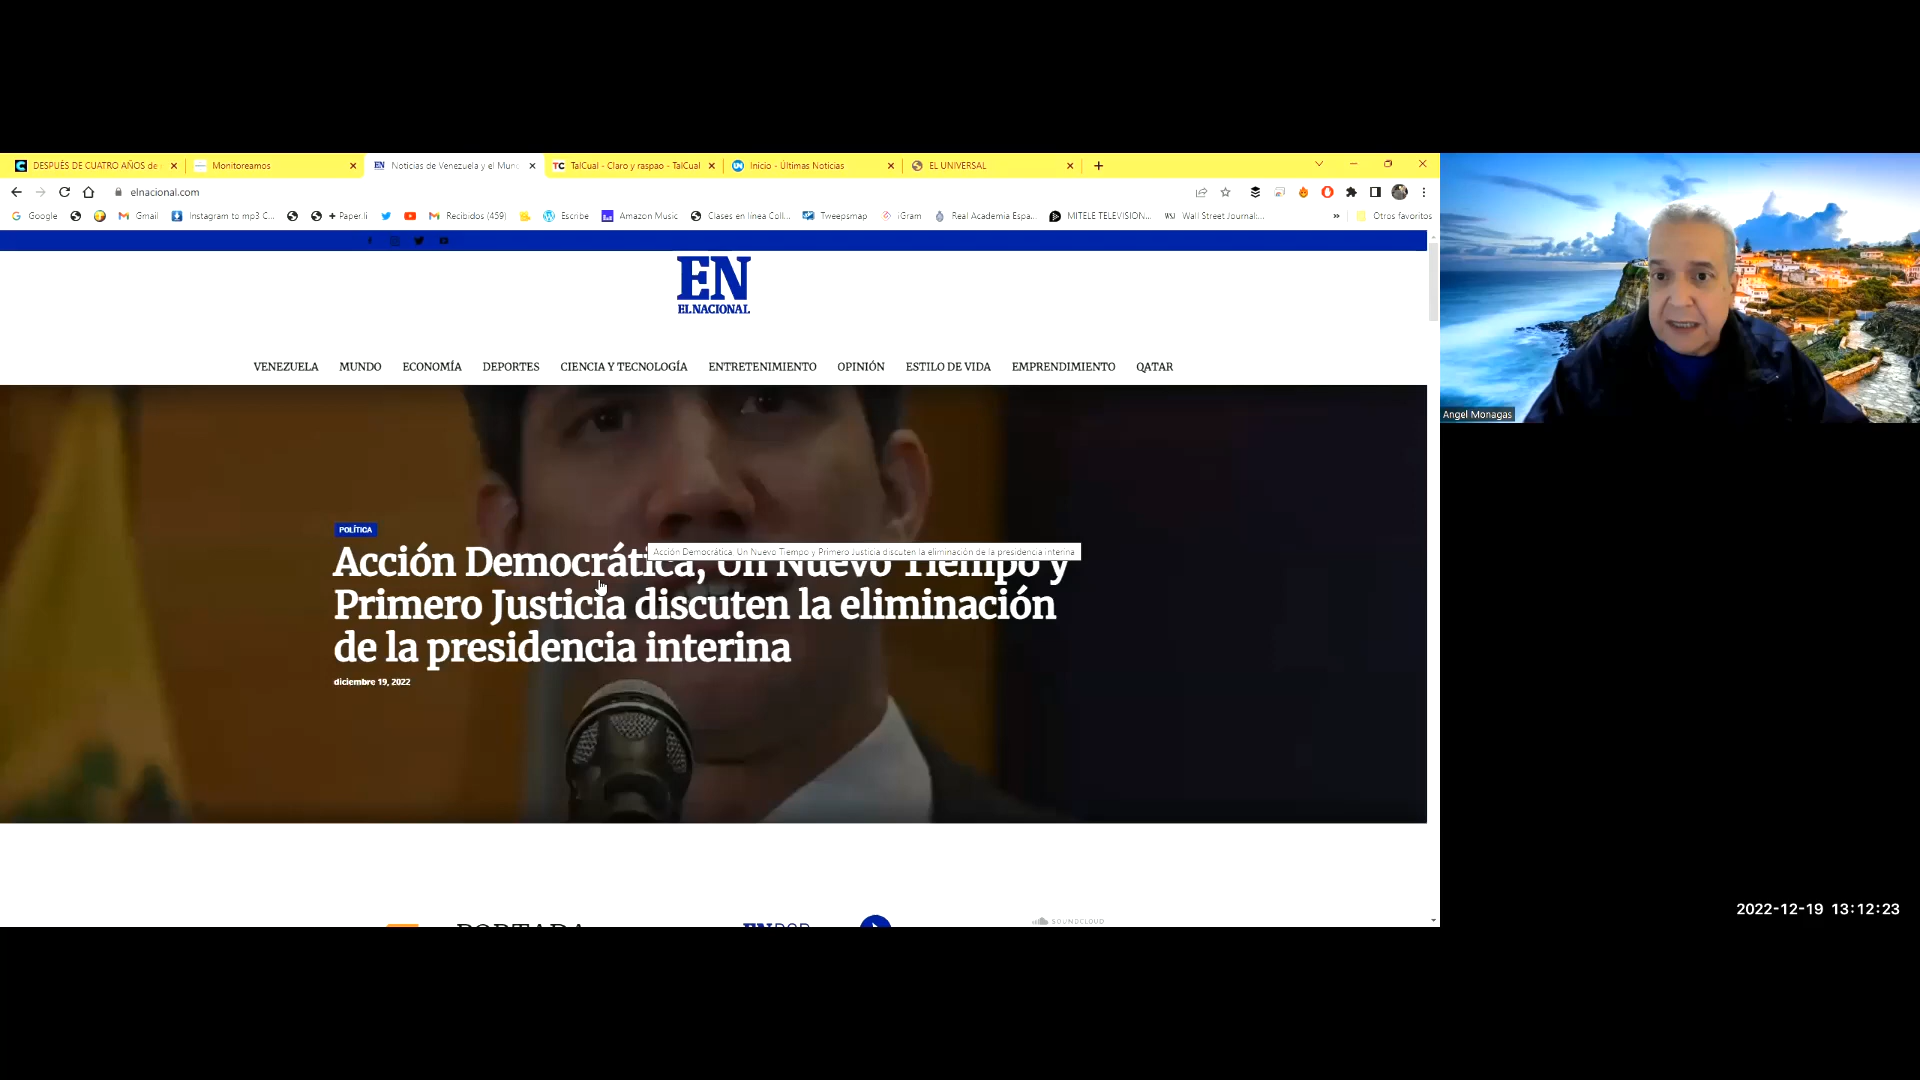 DESPUÉS DE CUATRO AÑOS de
Monitoreamos
Noticias de Venezuela y el Mun
TalCual - Claro y raspao - TalCual
Inicio - Últimas Noticias
EL UNIVERSAL
elnacional.com
Google
Gmail
Instagram to mp3 C...
+ Paper.li
Recibidos (459)
Escribe
Amazon Music
Clases en línea Coll...
Tweepsmap
iGram
Real Academia Espa...
MITELE TELEVISION...
Wall Street Journal:...
»
Otros favoritos
EN
EL NACIONAL
VENEZUELA
MUNDO
ECONOMÍA
DEPORTES
CIENCIA Y TECNOLOGÍA
ENTRETENIMIENTO
OPINIÓN
ESTILO DE VIDA
EMPRENDIMIENTO
QATAR
POLÍTICA
Acción Democrática, Un Nuevo Tiempo y Primero Justicia discuten la eliminación de la presidencia interina
Acción Democrática, Un Nuevo Tiempo y
Primero Justicia discuten la eliminación
de la presidencia interina
diciembre 19, 2022
PORTADA
SOUNDCLOUD
Angel Monagas
2022-12-19 13:12:23